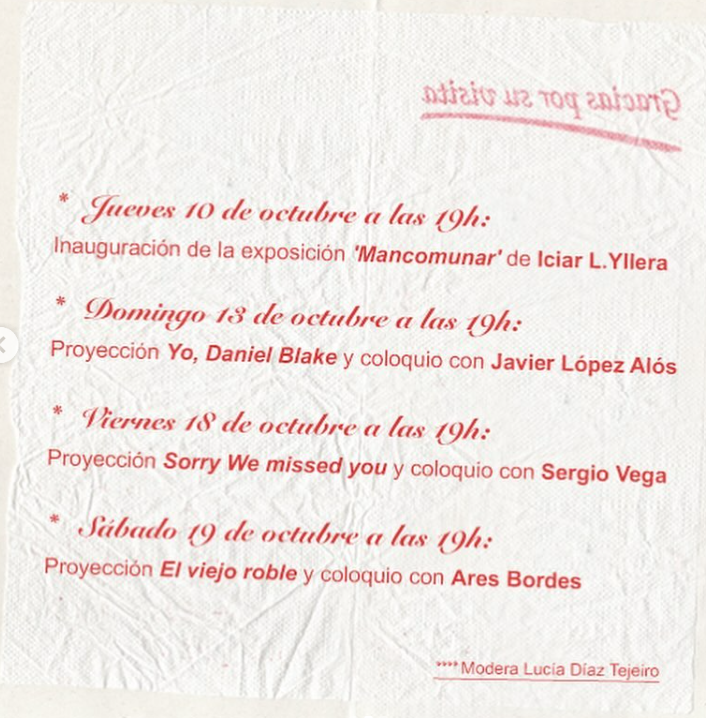 Gracias por su visita
* Jueves 10 de octubre a las 19h:
Inauguración de la exposición 'Mancomunar' de Iciar L.Yllera
* Domingo 13 de octubre a las 19h:
Proyección Yo, Daniel Blake y coloquio con Javier López Alós
* Viernes 18 de octubre a las 19h:
Proyección Sorry We missed you y coloquio con Sergio Vega
* Sábado 19 de octubre a las 19h:
Proyección El viejo roble y coloquio con Ares Bordes
**** Modera Lucía Díaz Tejeiro